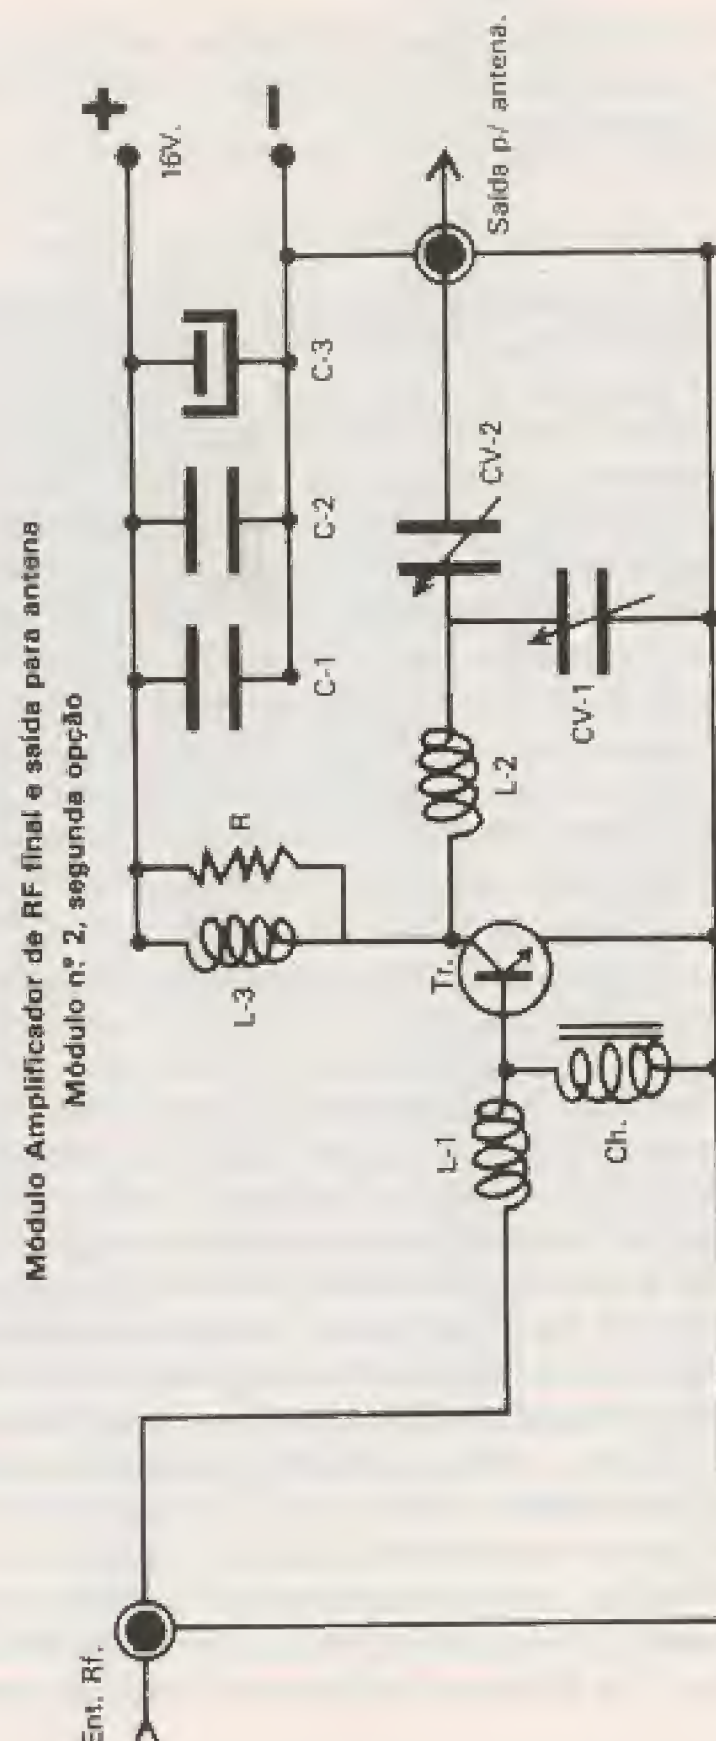 Módulo Amplificador de RF final e saída para antena
Módulo n.º 2, segunda opção
Ent. Rf.
L-1
Ch.
Tr.
L-3
R
L-2
CV-1
CV-2
C-1
C-2
C-3
+
16V.
−
Saída p/ antena.